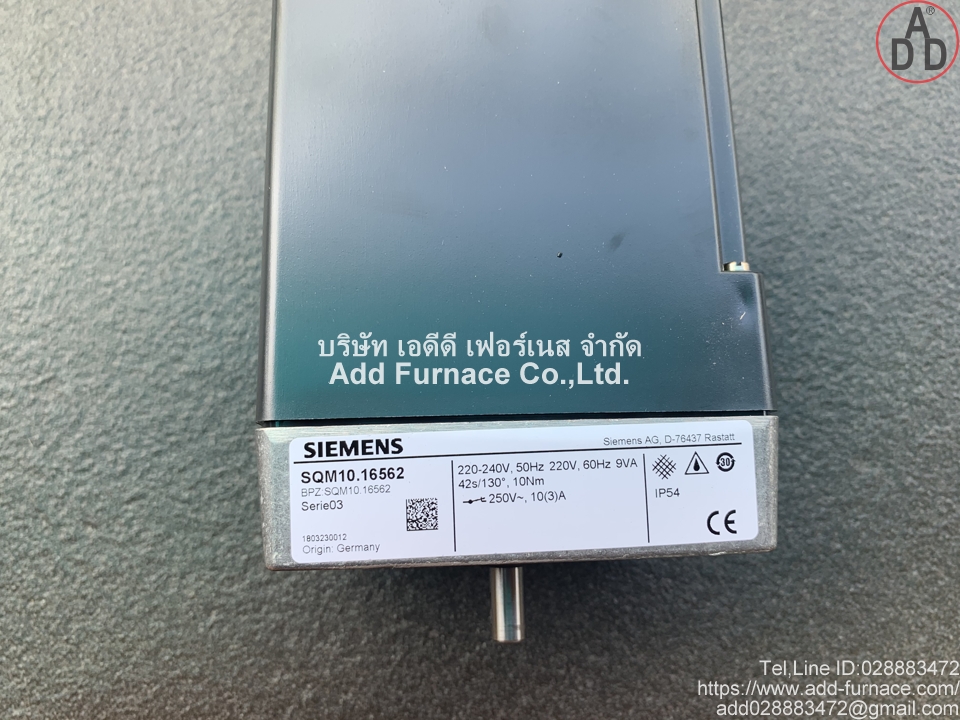 ADD®
บริษัท เอดีดี เฟอร์เนส จำกัด
Add Furnace Co.,Ltd.
SIEMENS
Siemens AG, D-76437 Rastatt
SQM10.16562
BPZ:SQM10.16562
Serie03
1803230012
Origin: Germany
220-240V, 50Hz 220V, 60Hz 9VA
42s/130°, 10Nm
250V~, 10(3)A
30
IP54
CE
Tel,Line ID:028883472
https://www.add-furnace.com/
add028883472@gmail.com